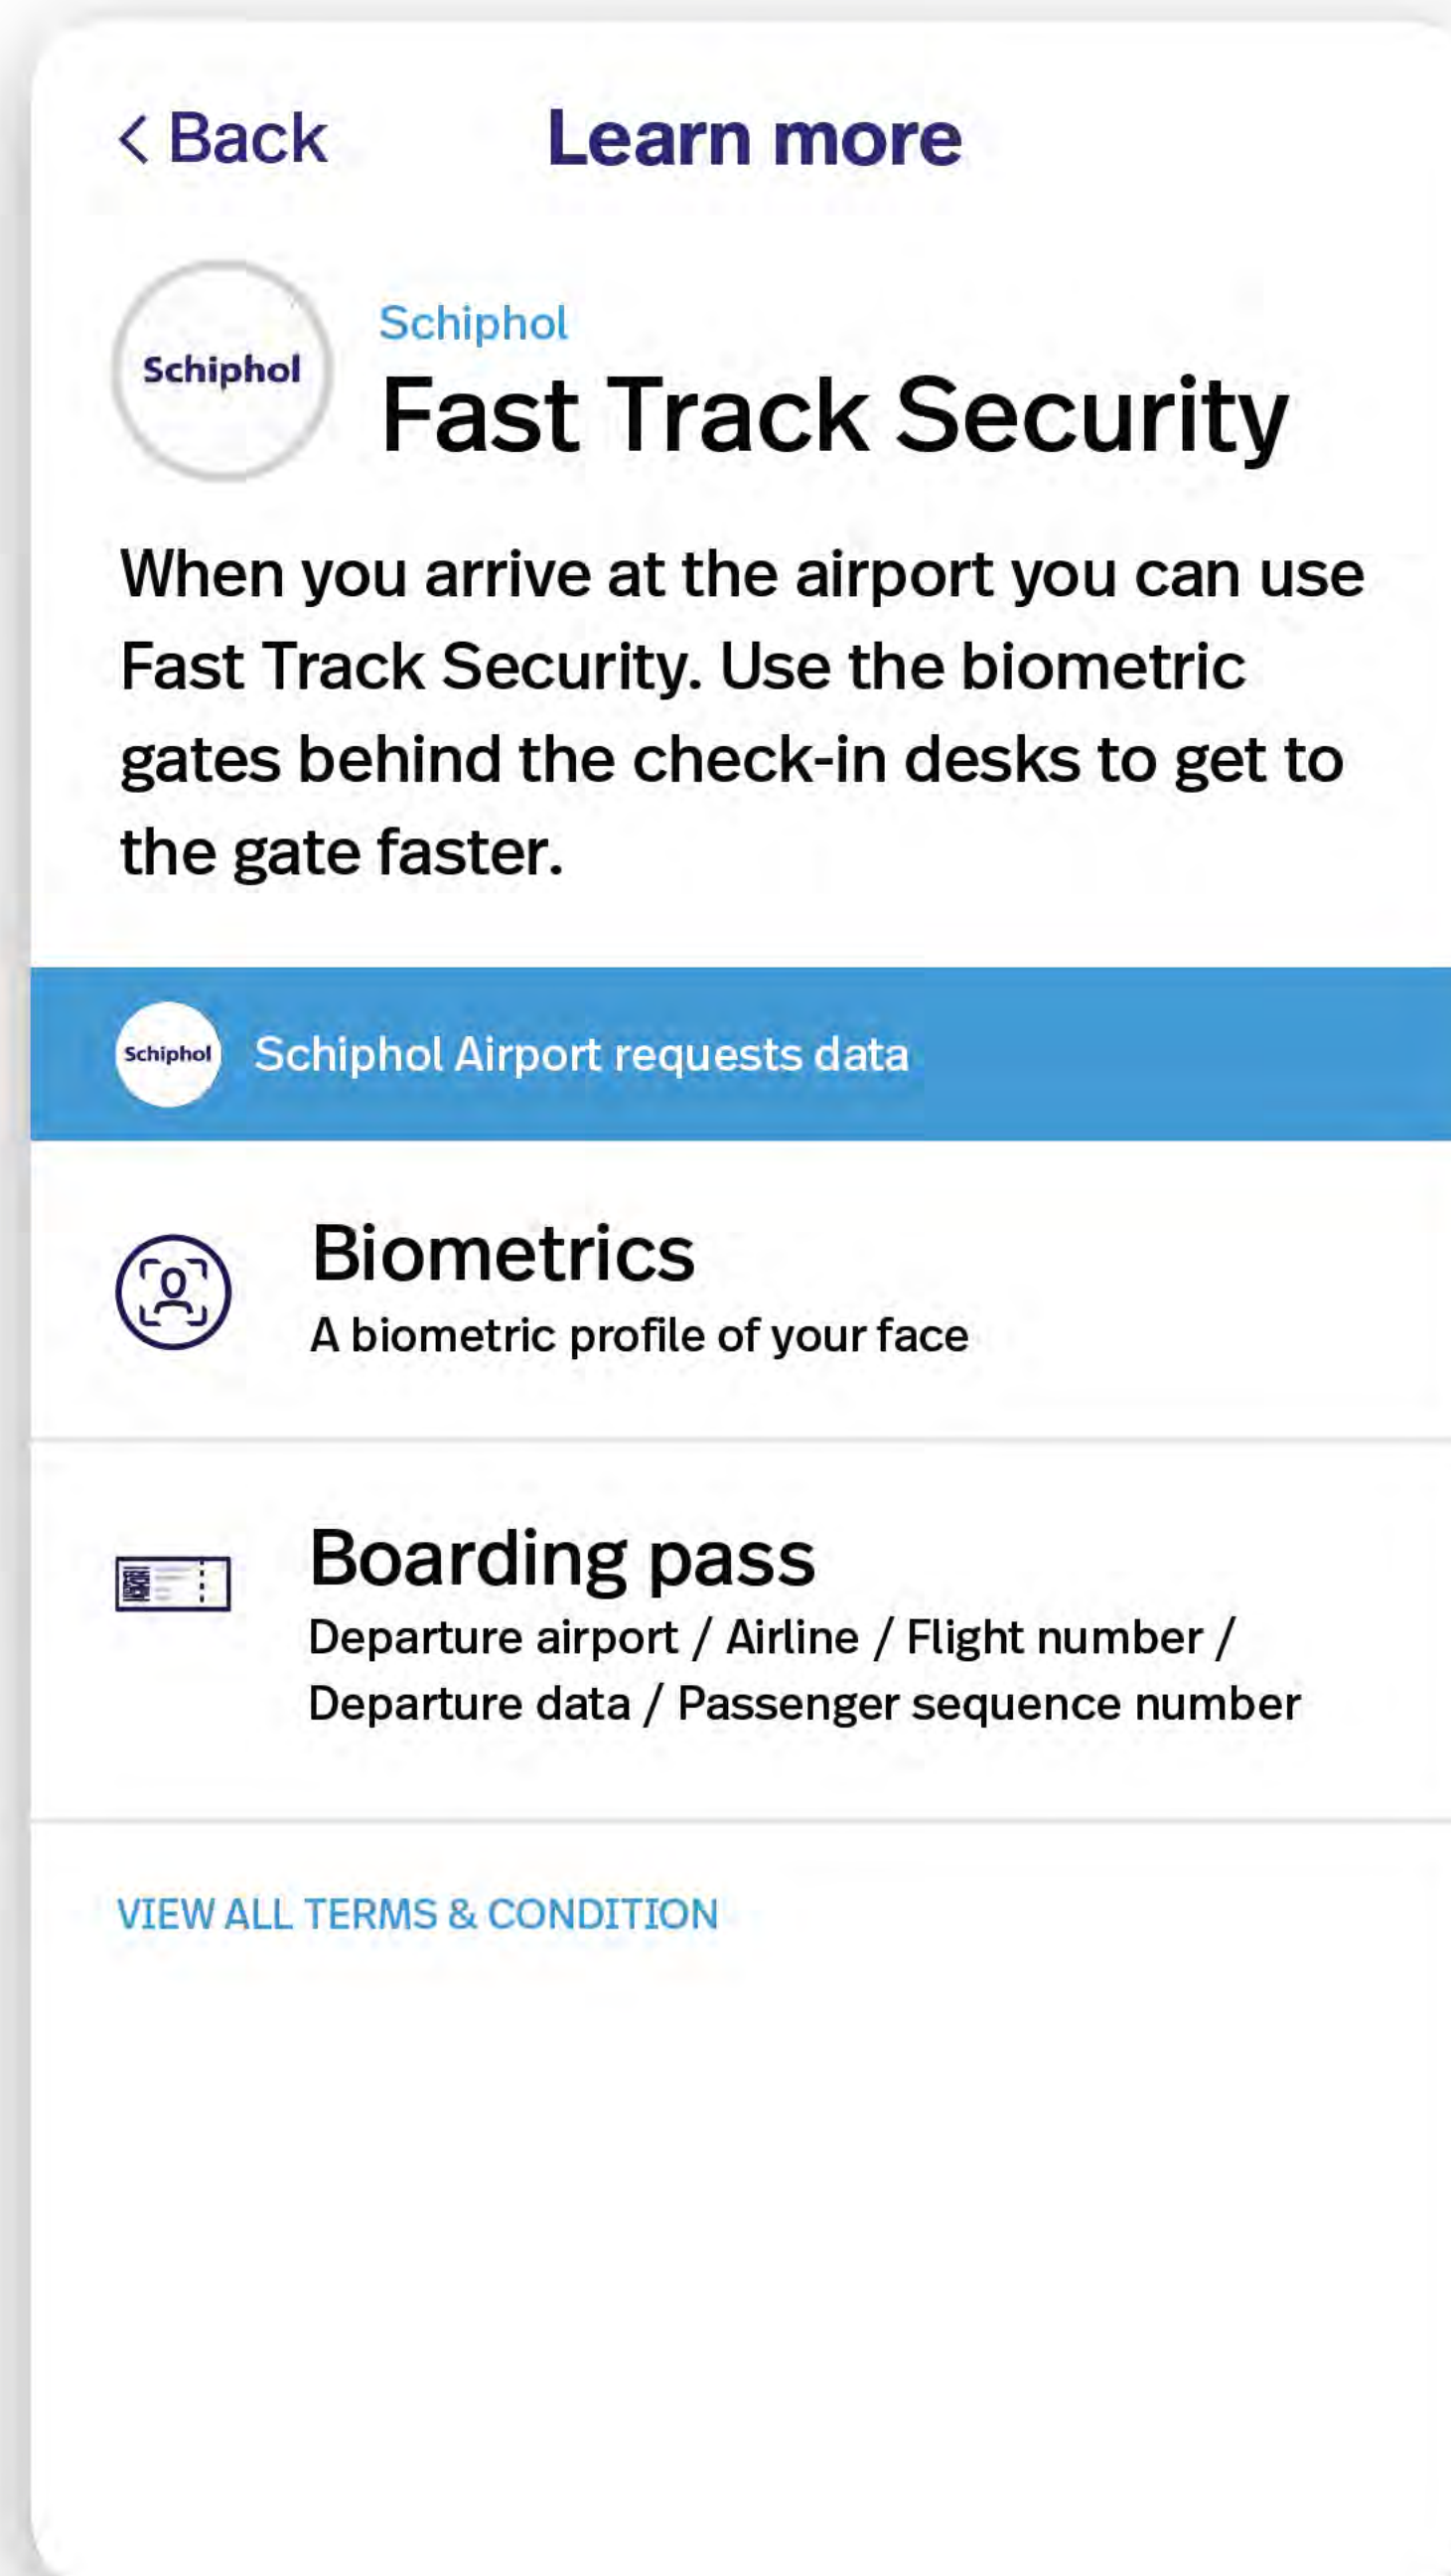 < Back
Learn more
Schiphol
Schiphol
Fast Track Security
When you arrive at the airport you can use
Fast Track Security. Use the biometric
gates behind the check-in desks to get to
the gate faster.
Schiphol
Schiphol Airport requests data
Biometrics
A biometric profile of your face
Boarding pass
Departure airport / Airline / Flight number /
Departure data / Passenger sequence number
VIEW ALL TERMS & CONDITION